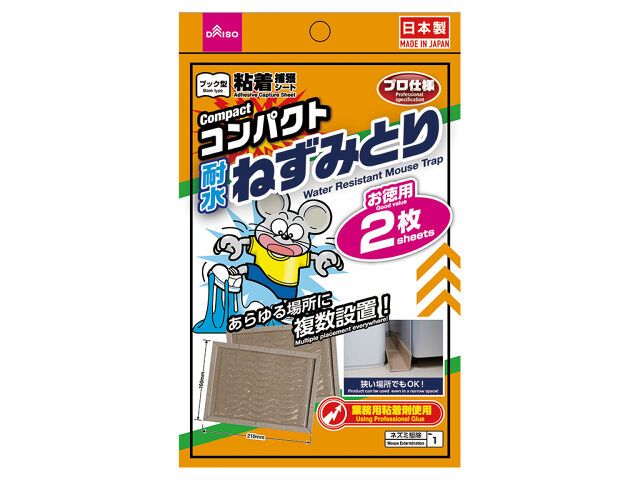 DAISO
日本製
MADE IN JAPAN
ブック型
Book type
粘着捕獲シート
Adhesive Capture Sheet
プロ仕様
Professional specification
Compact
コンパクト
耐水
ねずみとり
Water Resistant Mouse Trap
お徳用
Good value
2枚
sheets
あらゆる場所に
複数設置!
Multiple placement everywhere!
160mm
210mm
狭い場所でもOK!
Product can be used even in a narrow space!
業務用粘着剤使用
Using Professional Glue
ネズミ駆除
Mouse Extermination
No.
1